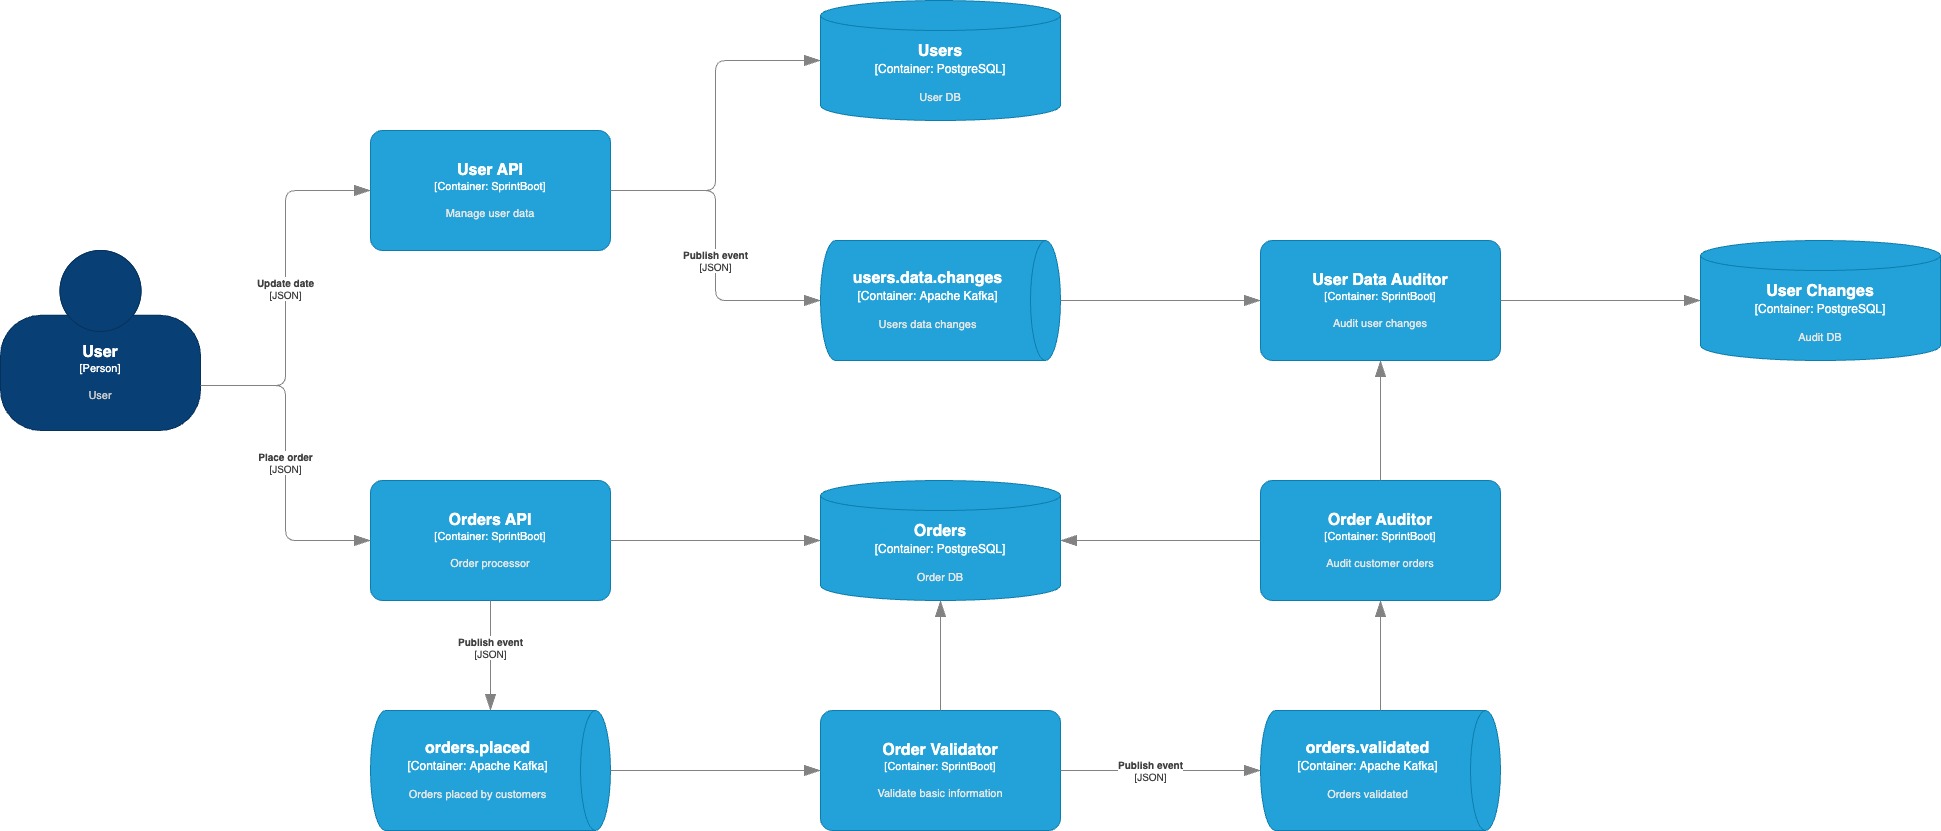 Users
[Container: PostgreSQL]
User DB
User API
[Container: SprintBoot]
Manage user data
Publish event
[JSON]
users.data.changes
[Container: Apache Kafka]
Users data changes
User Data Auditor
[Container: SprintBoot]
Audit user changes
User Changes
[Container: PostgreSQL]
Audit DB
Update date
[JSON]
User
[Person]
User
Place order
[JSON]
Orders API
[Container: SprintBoot]
Order processor
Orders
[Container: PostgreSQL]
Order DB
Order Auditor
[Container: SprintBoot]
Audit customer orders
Publish event
[JSON]
orders.placed
[Container: Apache Kafka]
Orders placed by customers
Order Validator
[Container: SprintBoot]
Validate basic information
Publish event
[JSON]
orders.validated
[Container: Apache Kafka]
Orders validated